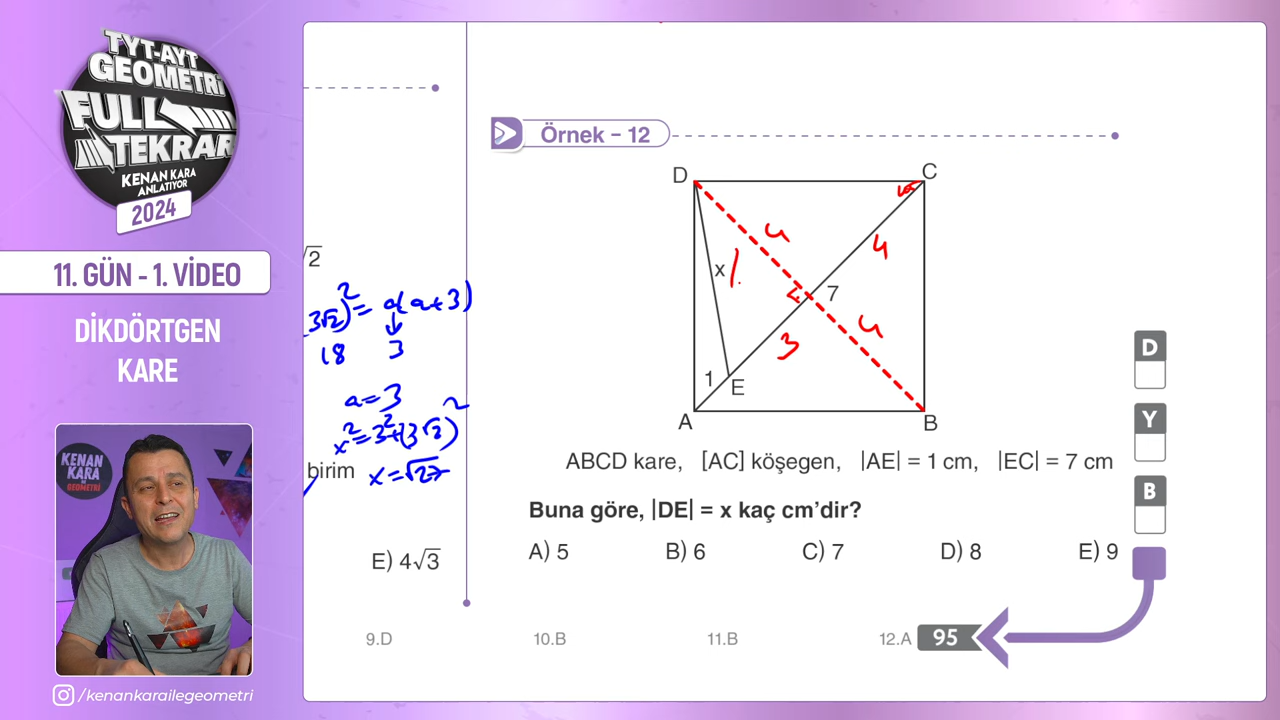 TYT-AYT
GEOMETRİ
FULL
TEKRAR
KENAN KARA
ANLATIYOR
2024
11. GÜN - 1. VİDEO
DİKDÖRTGEN
KARE
KENAN
KARA
GEOMETRİ
/kenankarailegeometri
√2
(3√2)² = a(a+3)
18 3
a=3
x²=3²+(3√2)²
birim x=√27
E) 4√3
9.D
Örnek – 12
D C
4 4
x 7
3 4
1 E
A B
ABCD kare, [AC] köşegen, |AE| = 1 cm, |EC| = 7 cm
Buna göre, |DE| = x kaç cm'dir?
A) 5 B) 6 C) 7 D) 8 E) 9
10.B 11.B 12.A 95
D
Y
B